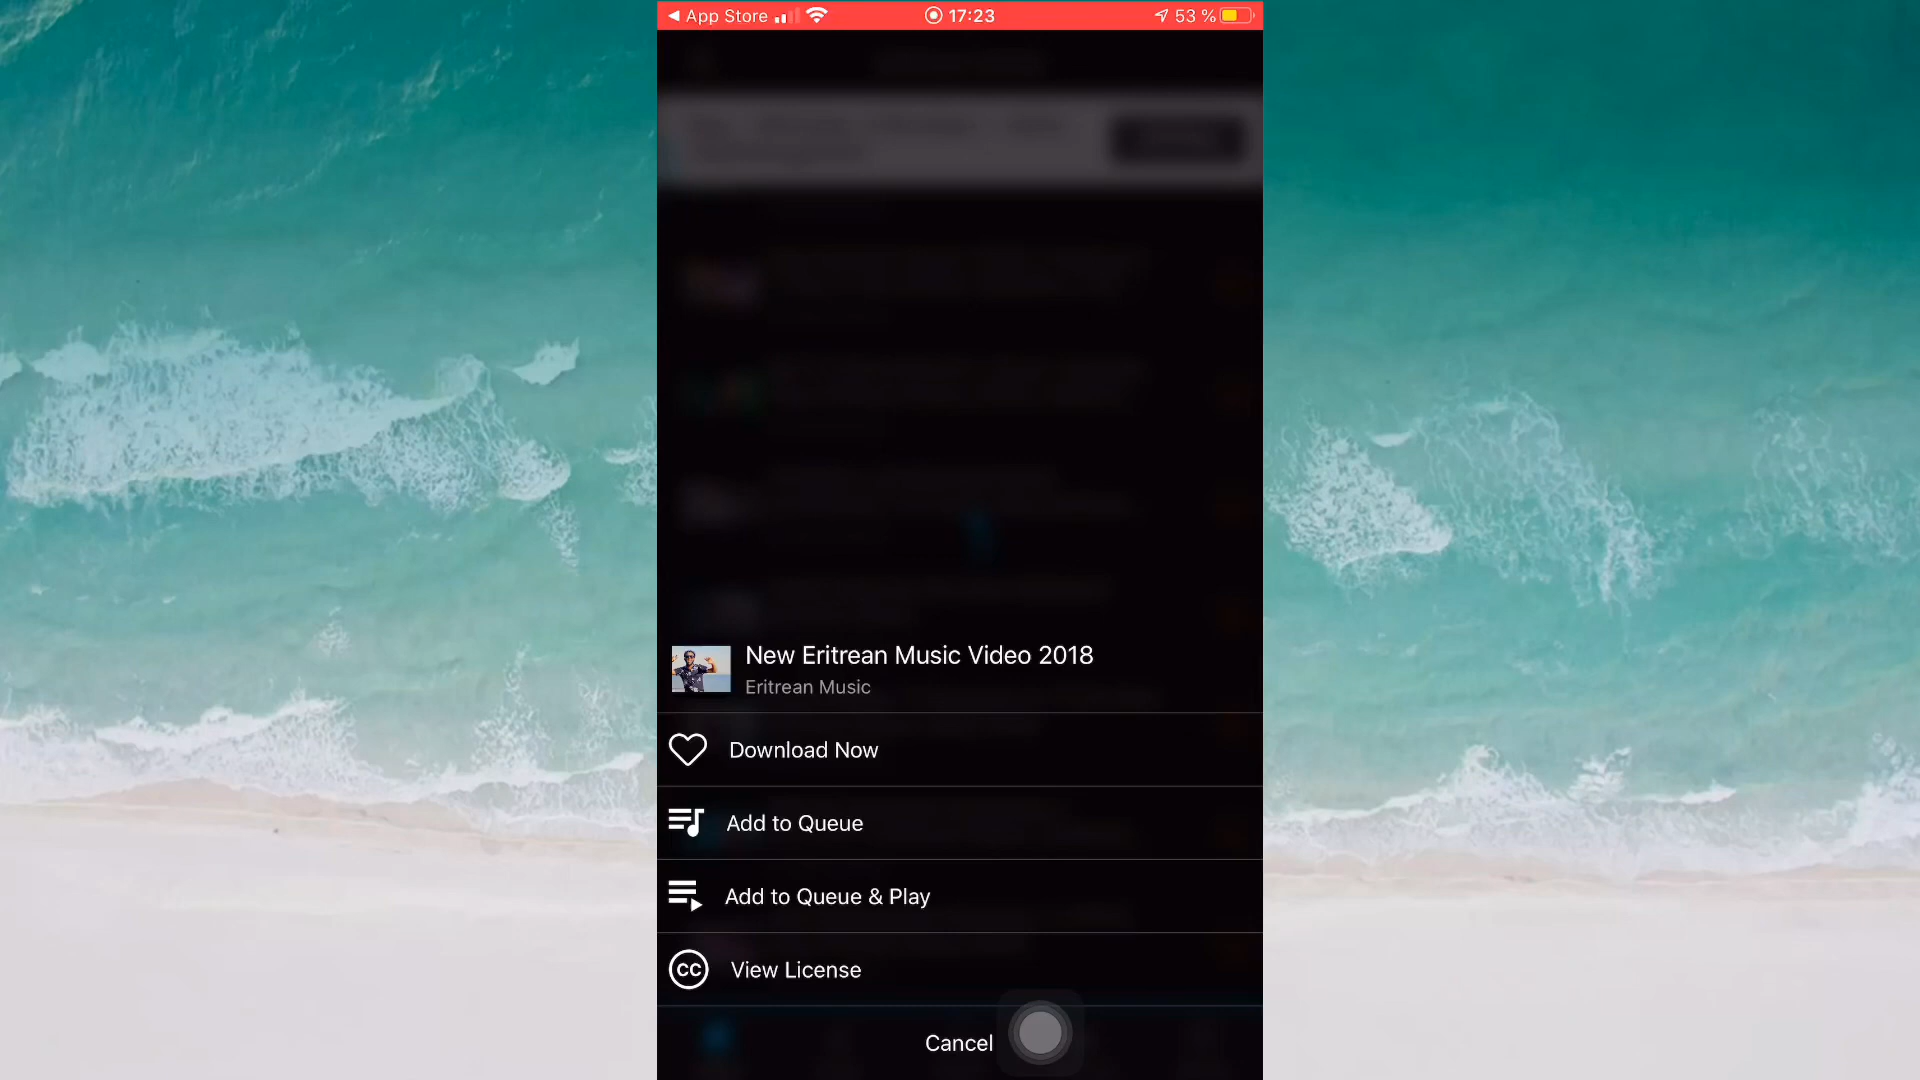 ◀ App Store 17:23 53 %
New Eritrean Music Video 2018
Eritrean Music
Download Now
Add to Queue
Add to Queue & Play
CC View License
Cancel